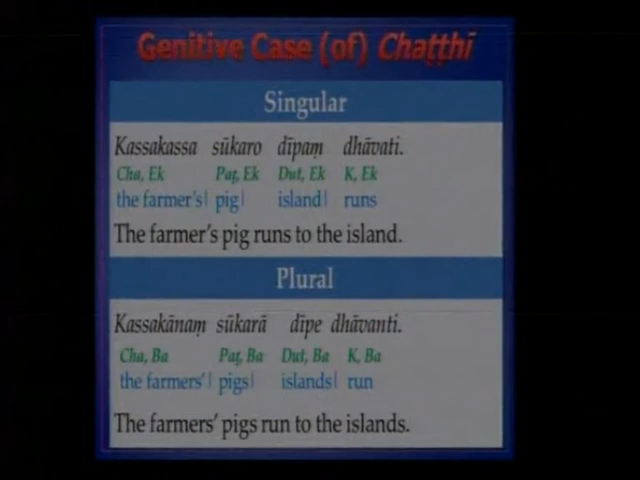 Genitive Case (of) Chaṭṭhī
Singular
Kassakassa sūkaro dīpaṃ dhāvati.
Cha, Ek Paṭ, Ek Dut, Ek K, Ek
the farmer's| pig| island| runs
The farmer's pig runs to the island.
Plural
Kassakānaṃ sūkarā dīpe dhāvanti.
Cha, Ba Paṭ, Ba Dut, Ba K, Ba
the farmers'| pigs| islands| run
The farmers' pigs run to the islands.